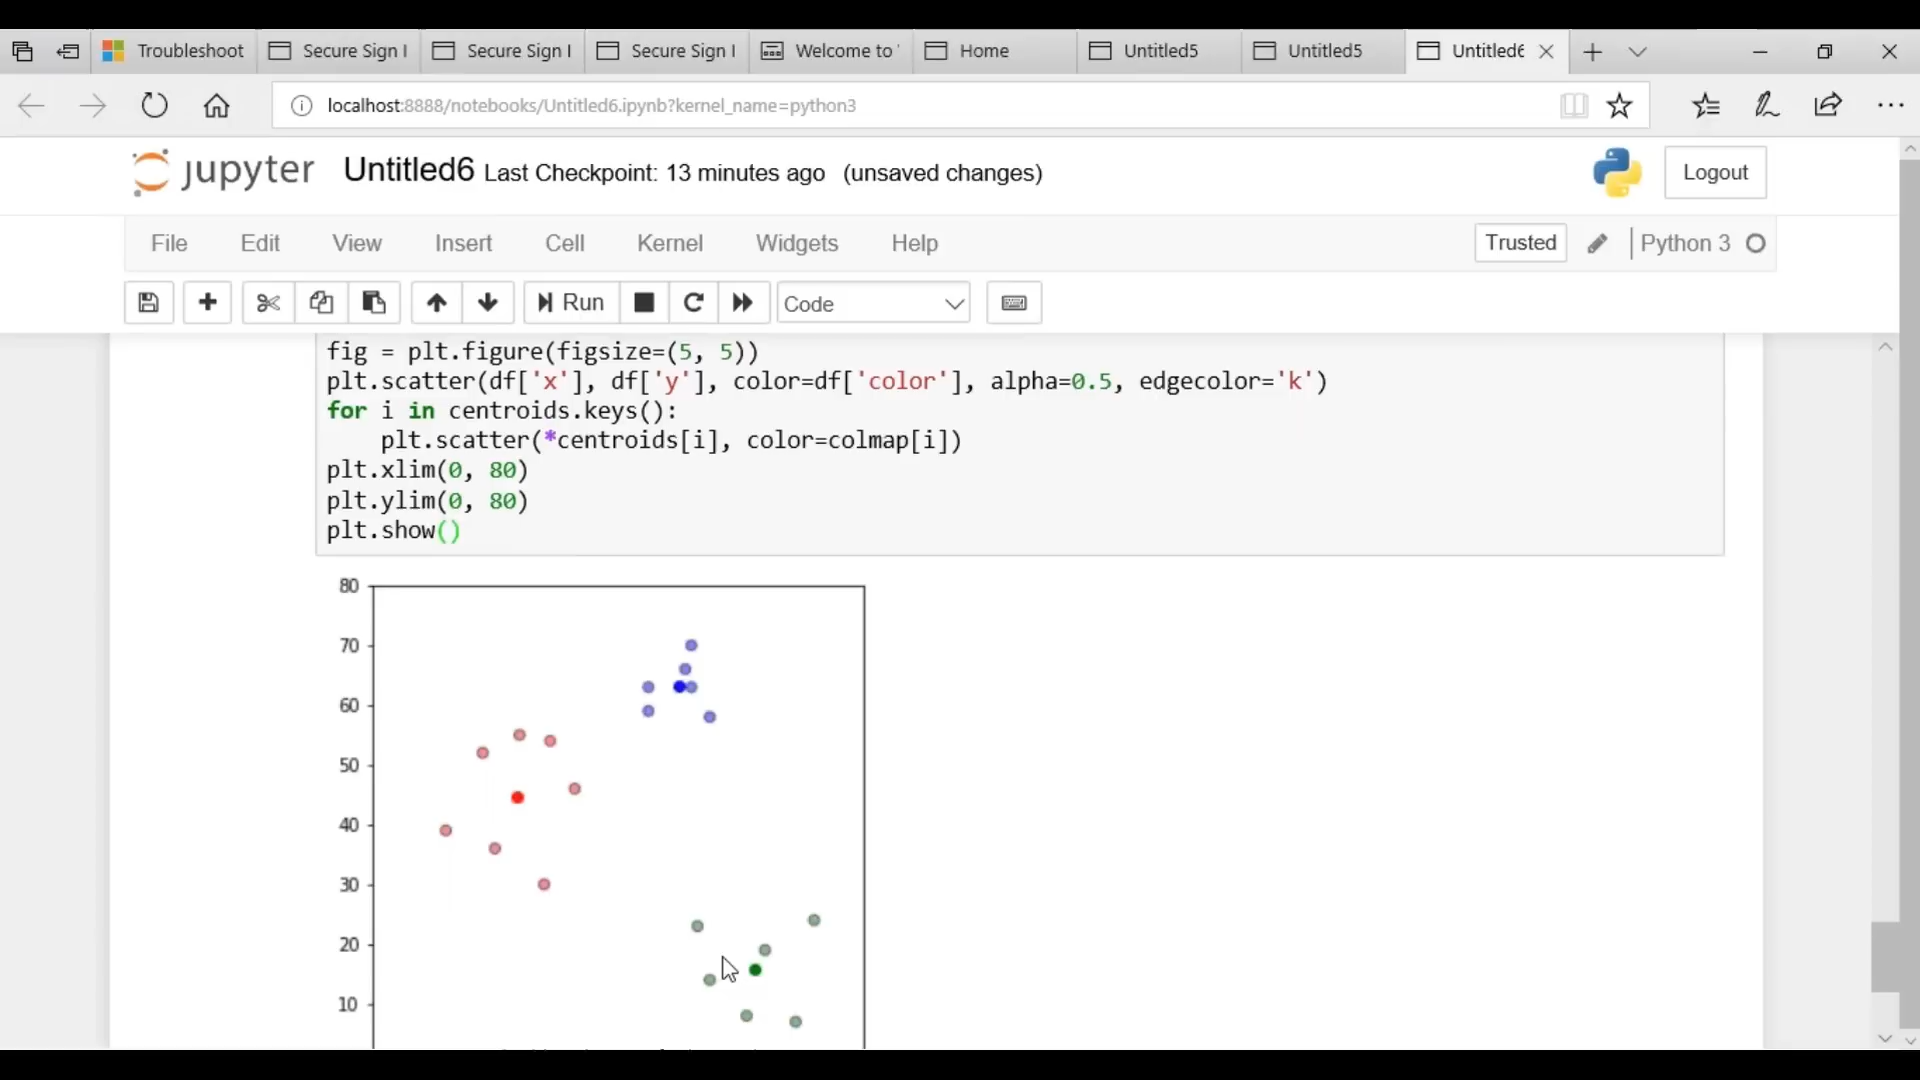 Troubleshoot
Secure Sign I
Secure Sign I
Secure Sign I
Welcome to
Home
Untitled5
Untitled5
Untitled6
localhost:8888/notebooks/Untitled6.ipynb?kernel_name=python3
jupyter
Untitled6 Last Checkpoint: 13 minutes ago (unsaved changes)
Logout
File Edit View Insert Cell Kernel Widgets Help
Trusted
Python 3
Run
Code
fig = plt.figure(figsize=(5, 5))
plt.scatter(df['x'], df['y'], color=df['color'], alpha=0.5, edgecolor='k')
for i in centroids.keys():
    plt.scatter(*centroids[i], color=colmap[i])
plt.xlim(0, 80)
plt.ylim(0, 80)
plt.show()
80
70
60
50
40
30
20
10